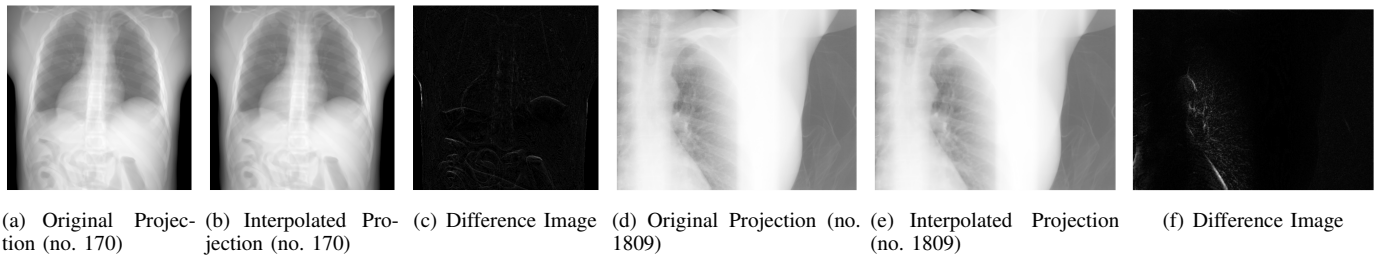 (a) Original Projec-
tion (no. 170)
(b) Interpolated Pro-
jection (no. 170)
(c) Difference Image
(d) Original Projection (no.
1809)
(e) Interpolated Projection
(no. 1809)
(f) Difference Image